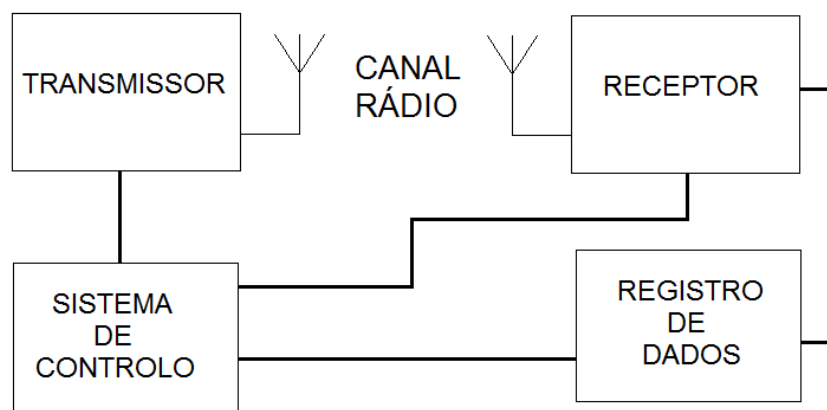 TRANSMISSOR
CANAL
RÁDIO
RECEPTOR
SISTEMA
DE
CONTROLO
REGISTRO
DE
DADOS